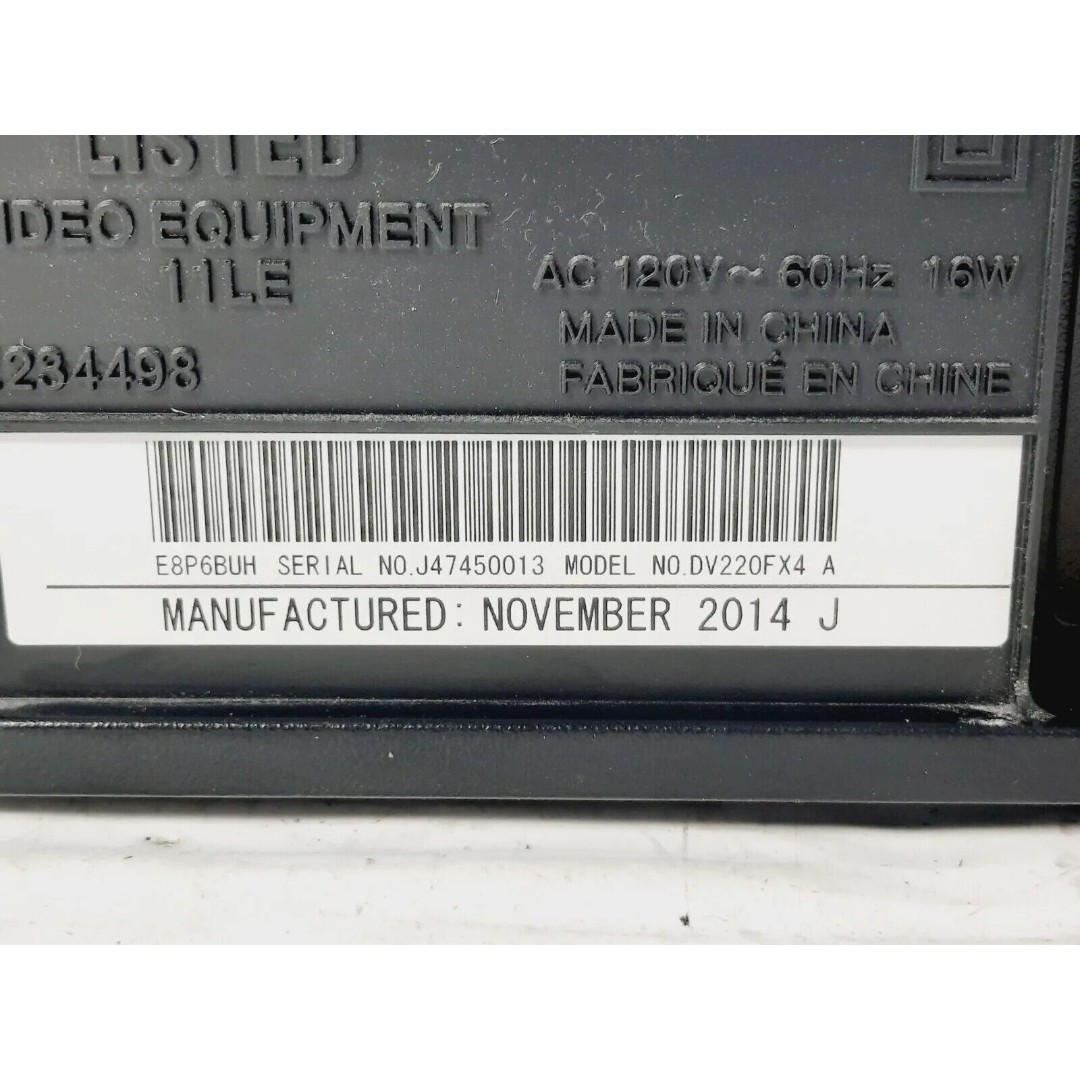 LISTED
VIDEO EQUIPMENT
11LE
AC 120V~ 60Hz 16W
MADE IN CHINA
.234498
FABRIQUÉ EN CHINE
E8P6BUH SERIAL NO.J47450013 MODEL NO.DV220FX4 A
MANUFACTURED: NOVEMBER 2014 J